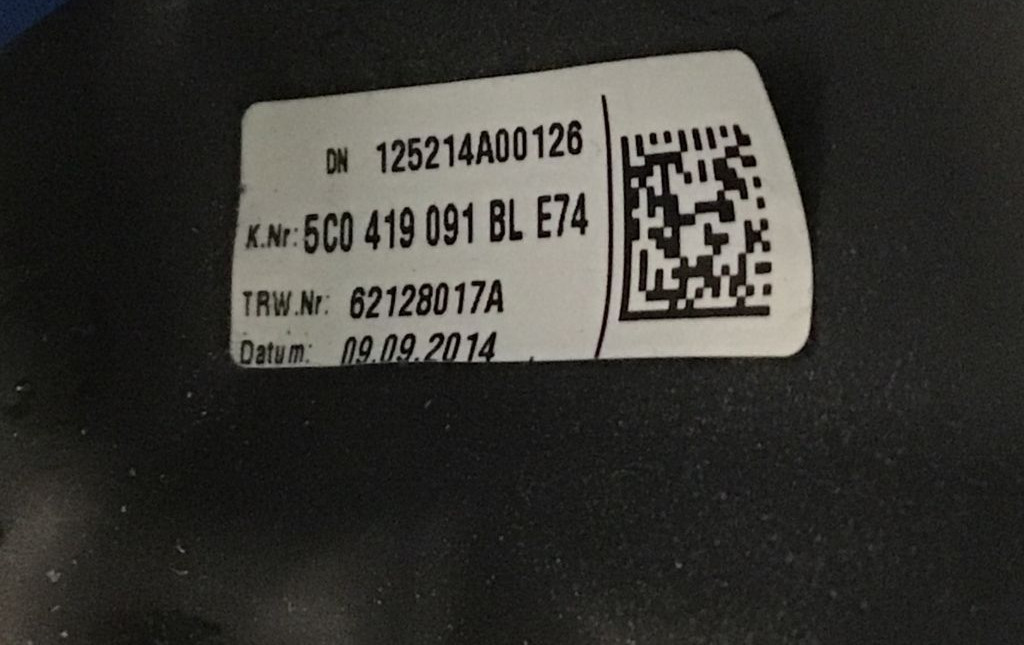 DN 125214A00126
K.Nr: 5C0 419 091 BL E74
TRW.Nr: 62128017A
Datum: 09.09.2014